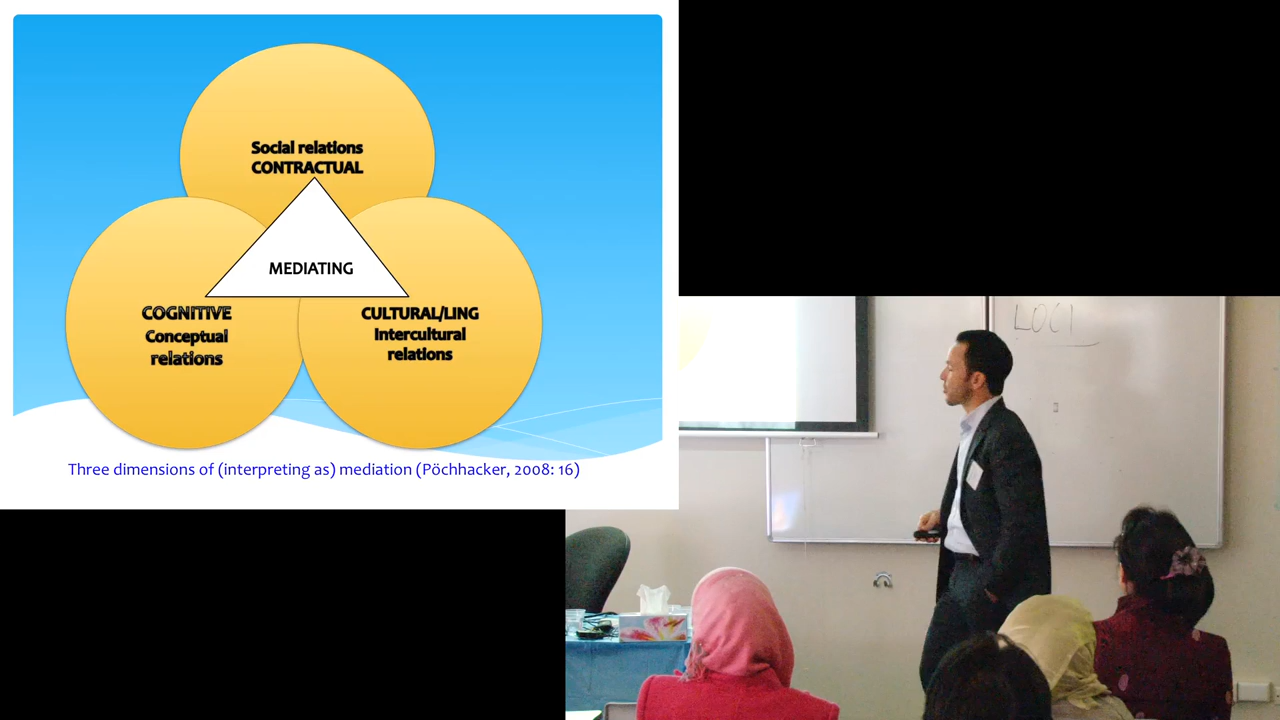 Social relations
CONTRACTUAL
MEDIATING
COGNITIVE
Conceptual
relations
CULTURAL/LING
Intercultural
relations
Three dimensions of (interpreting as) mediation (Pöchhacker, 2008: 16)
LOCI